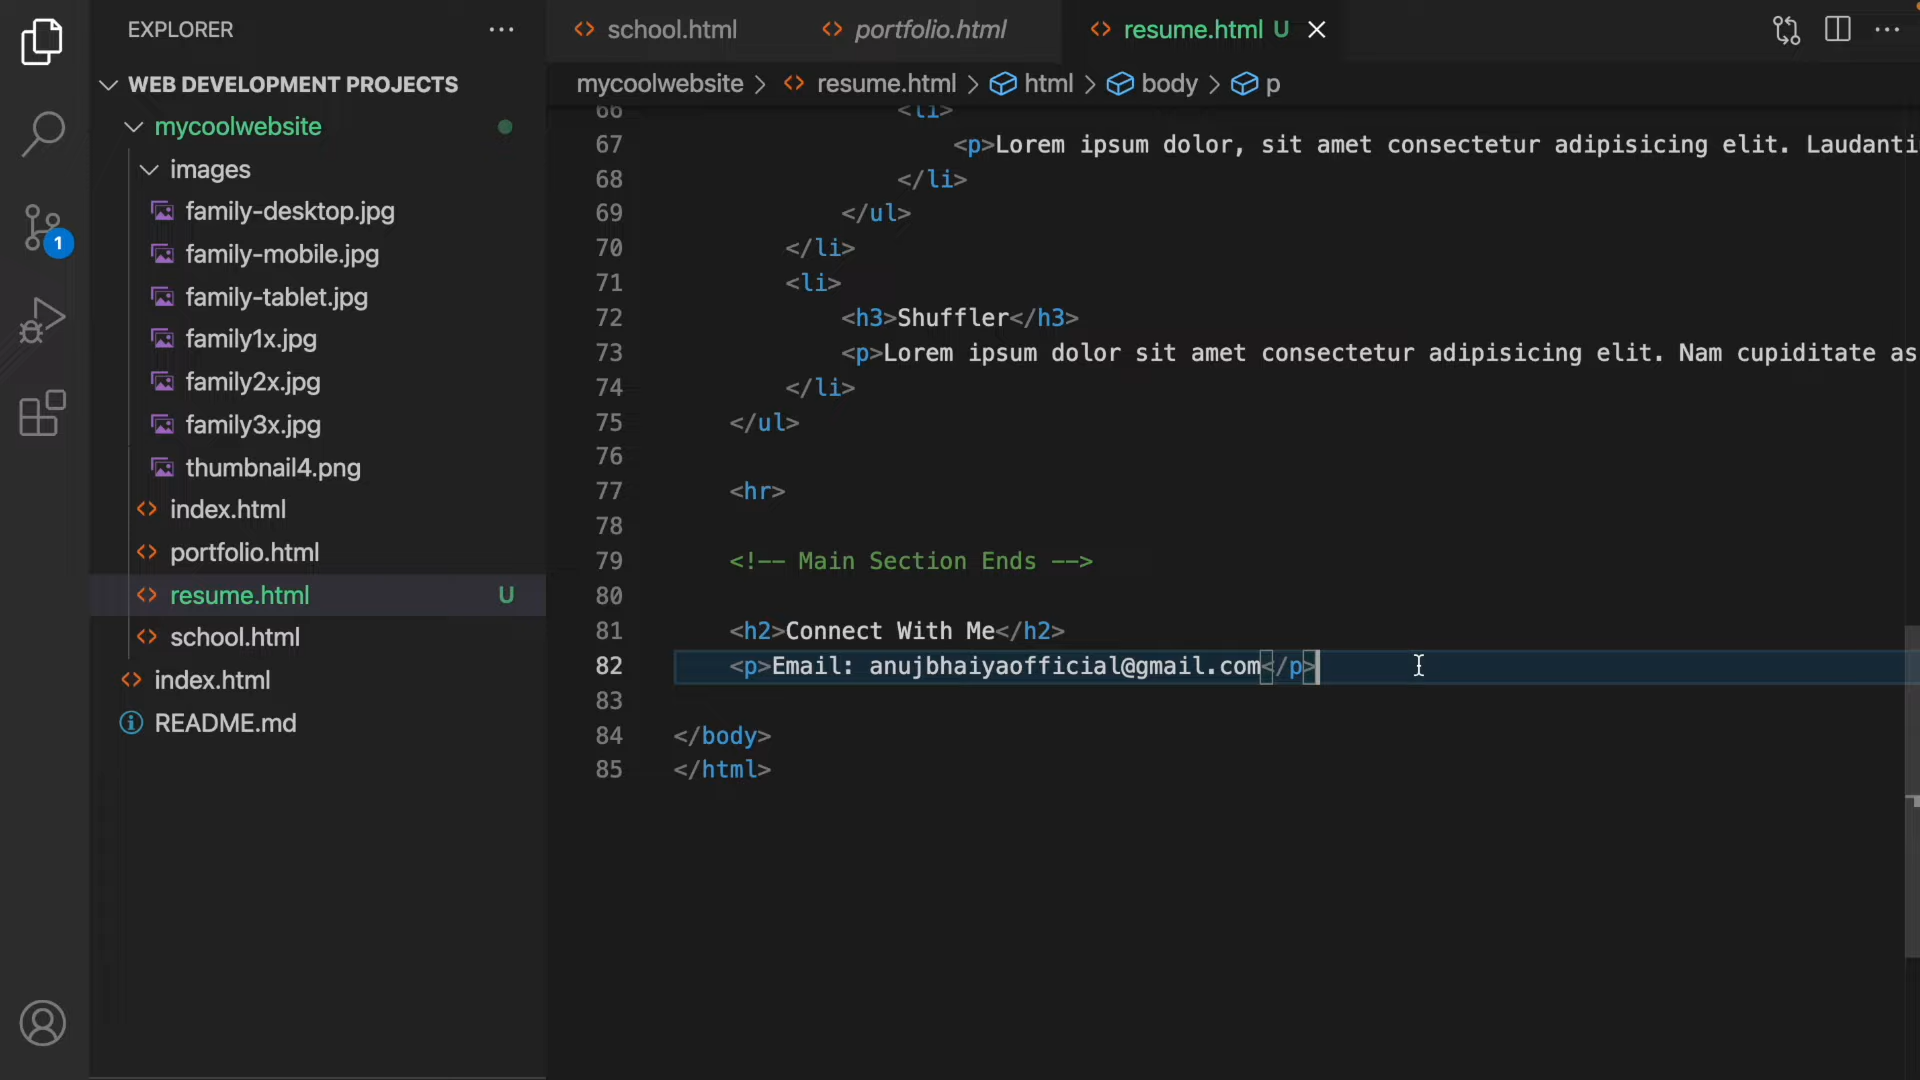 EXPLORER
WEB DEVELOPMENT PROJECTS
mycoolwebsite
images
family-desktop.jpg
family-mobile.jpg
family-tablet.jpg
family1x.jpg
family2x.jpg
family3x.jpg
thumbnail4.png
index.html
portfolio.html
resume.html U
school.html
index.html
README.md
1
school.html
portfolio.html
resume.html U
mycoolwebsite > resume.html > html > body > p
66 <li>
67 <p>Lorem ipsum dolor, sit amet consectetur adipisicing elit. Laudanti
68 </li>
69 </ul>
70 </li>
71 <li>
72 <h3>Shuffler</h3>
73 <p>Lorem ipsum dolor sit amet consectetur adipisicing elit. Nam cupiditate as
74 </li>
75 </ul>
76
77 <hr>
78
79 <!-- Main Section Ends -->
80
81 <h2>Connect With Me</h2>
82 <p>Email: anujbhaiyaofficial@gmail.com</p>
83
84 </body>
85 </html>